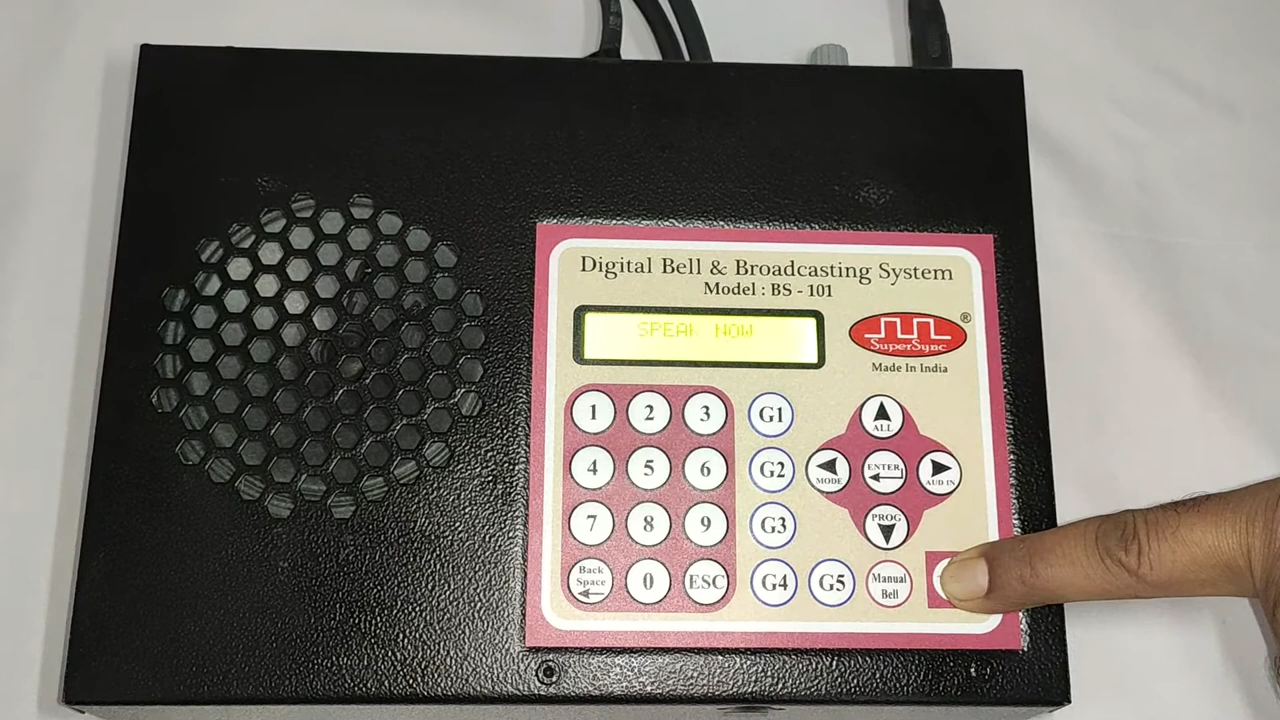 Digital Bell & Broadcasting System
Model : BS - 101
SPEAK NOW
SuperSync
®
Made In India
1 2 3 G1 ALL
4 5 6 G2 MODE ENTER AUD IN
7 8 9 G3 PROG
Back Space 0 ESC G4 G5 Manual Bell